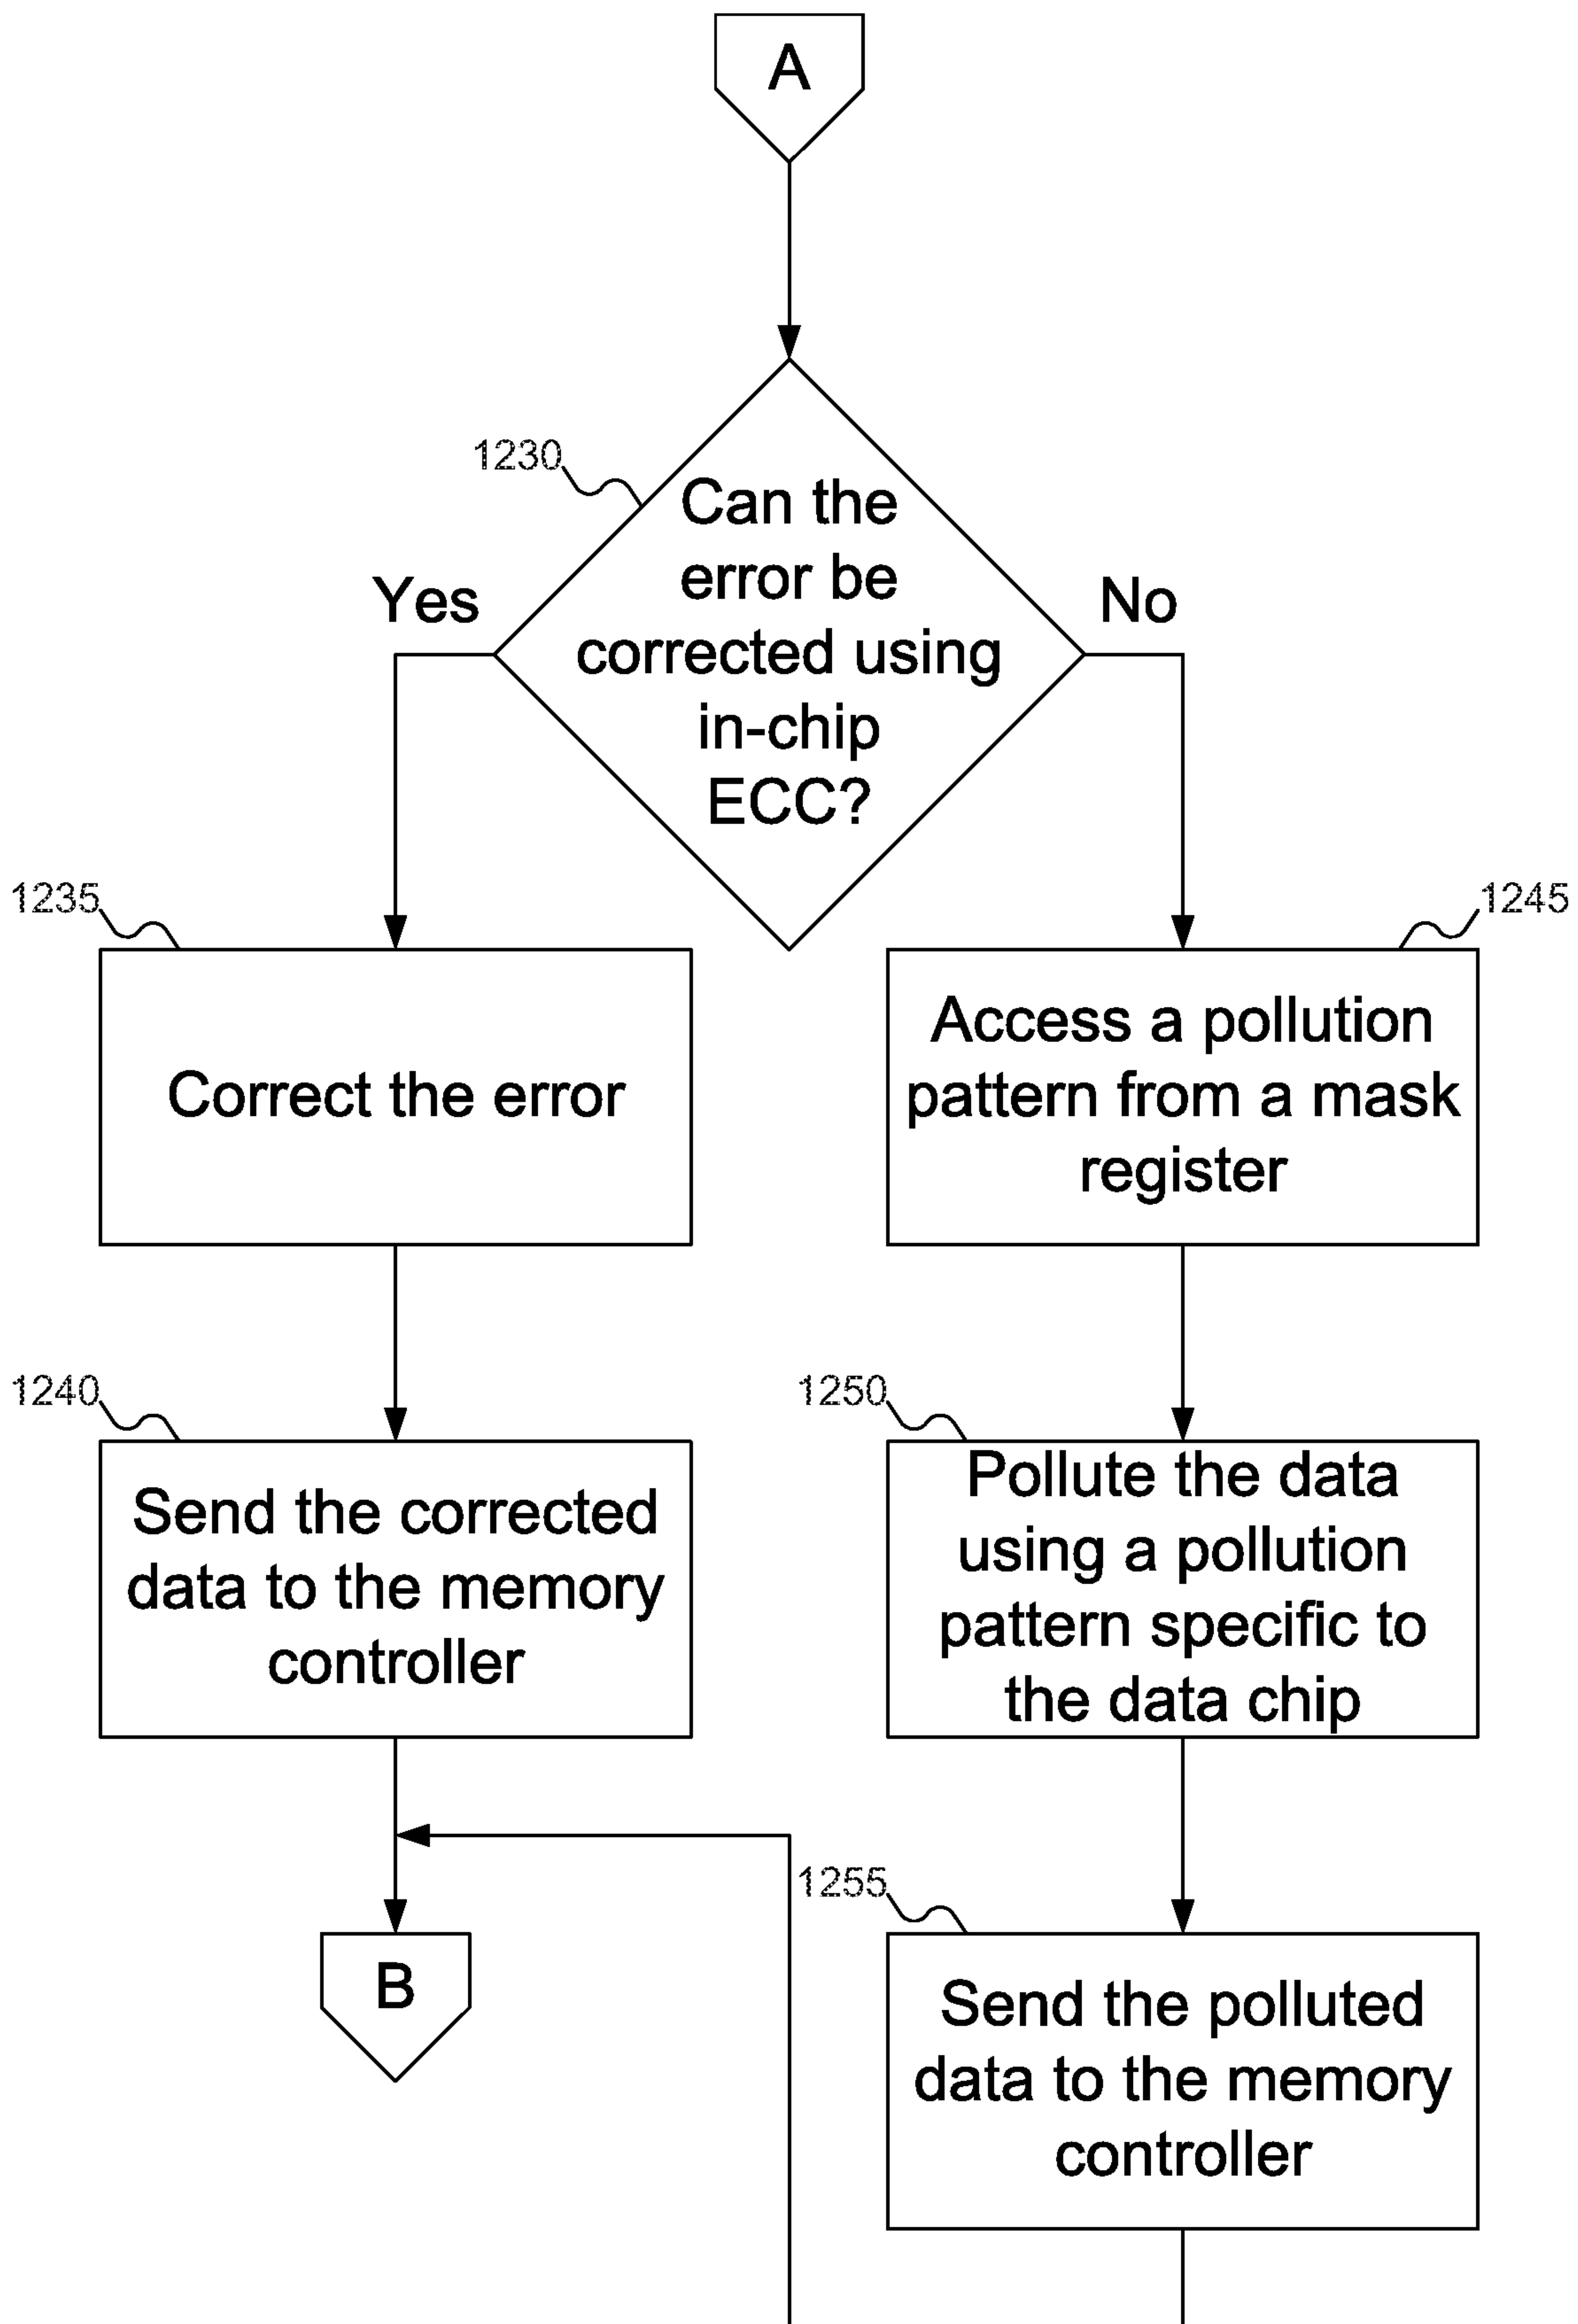 A
1230
Can the
error be
corrected using
in-chip
ECC?
Yes
No
1235
Correct the error
1245
Access a pollution
pattern from a mask
register
1240
Send the corrected
data to the memory
controller
1250
Pollute the data
using a pollution
pattern specific to
the data chip
B
1255
Send the polluted
data to the memory
controller